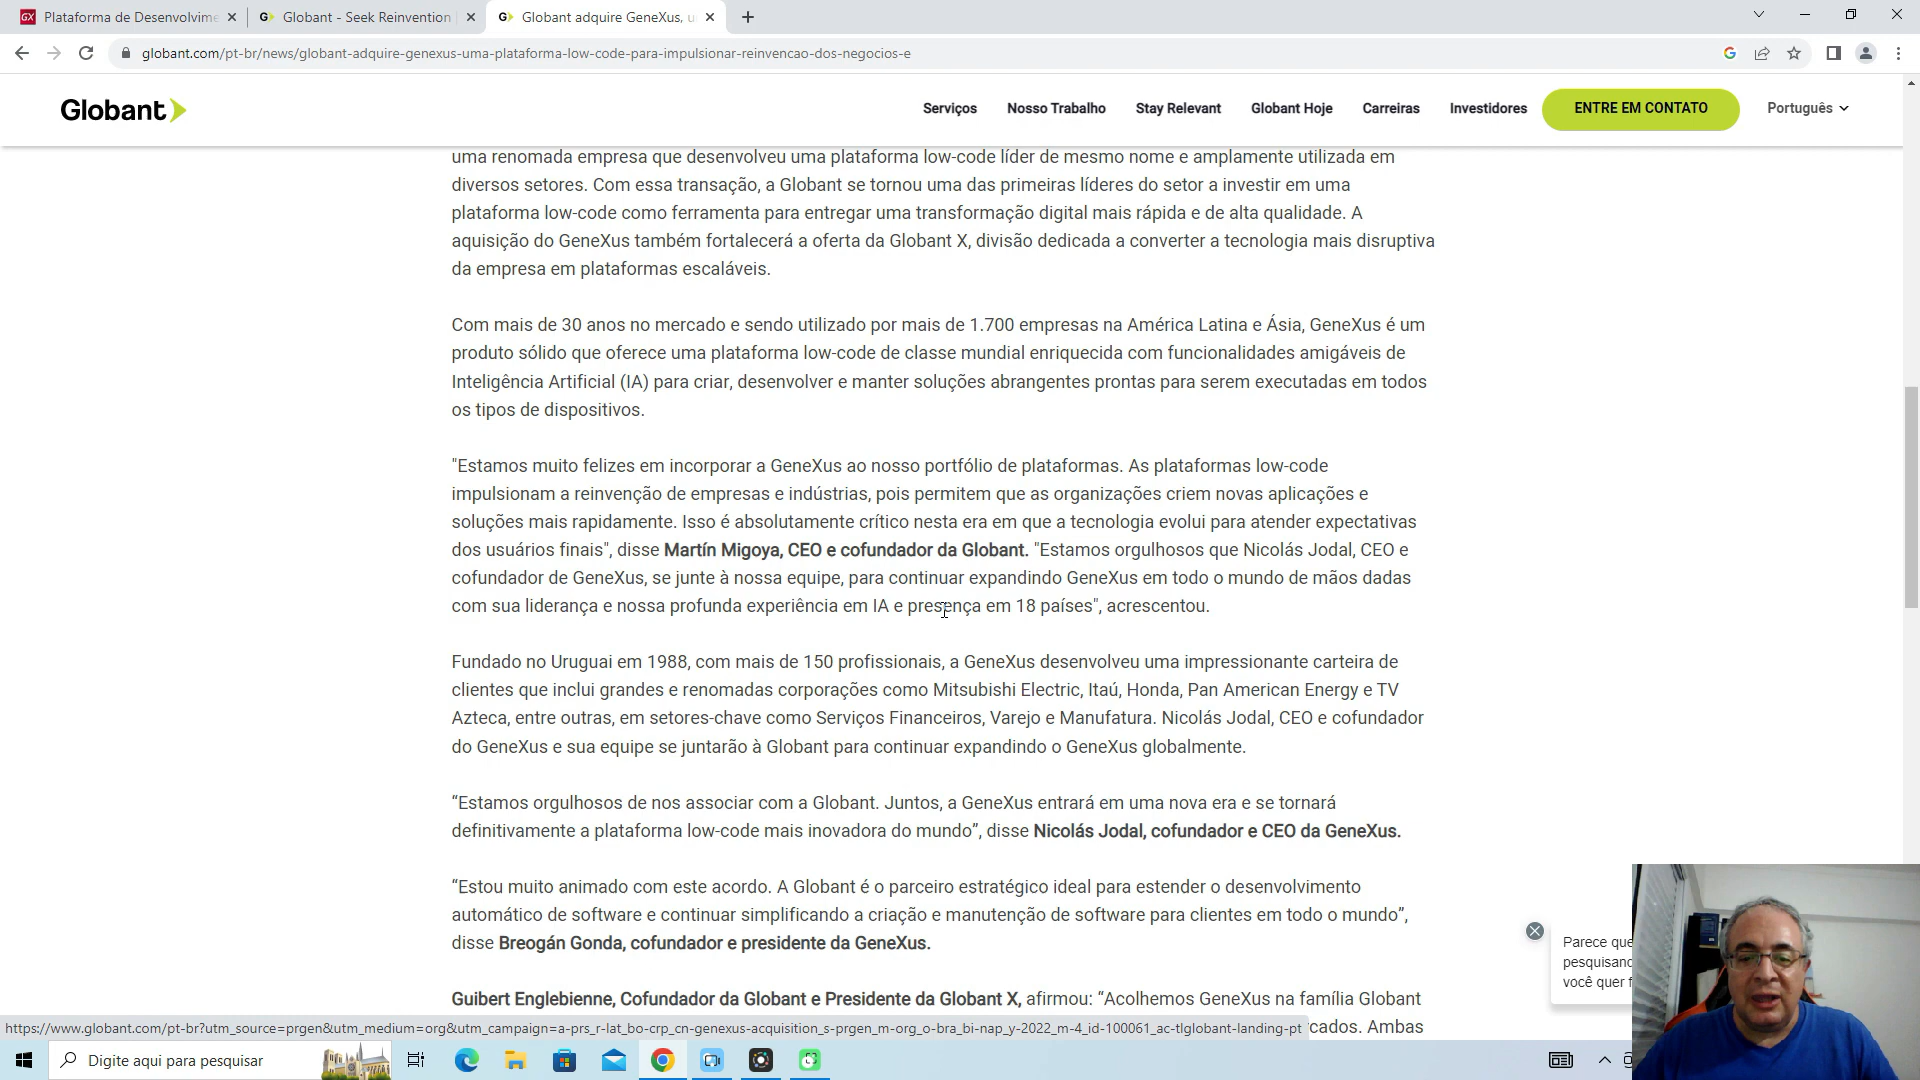 Plataforma de Desenvolvime
Globant - Seek Reinvention
Globant adquire GeneXus, u
globant.com/pt-br/news/globant-adquire-genexus-uma-plataforma-low-code-para-impulsionar-reinvencao-dos-negocios-e
Globant
Serviços
Nosso Trabalho
Stay Relevant
Globant Hoje
Carreiras
Investidores
ENTRE EM CONTATO
Português
uma renomada empresa que desenvolveu uma plataforma low-code líder de mesmo nome e amplamente utilizada em
diversos setores. Com essa transação, a Globant se tornou uma das primeiras líderes do setor a investir em uma
plataforma low-code como ferramenta para entregar uma transformação digital mais rápida e de alta qualidade. A
aquisição do GeneXus também fortalecerá a oferta da Globant X, divisão dedicada a converter a tecnologia mais disruptiva
da empresa em plataformas escaláveis.
Com mais de 30 anos no mercado e sendo utilizado por mais de 1.700 empresas na América Latina e Ásia, GeneXus é um
produto sólido que oferece uma plataforma low-code de classe mundial enriquecida com funcionalidades amigáveis de
Inteligência Artificial (IA) para criar, desenvolver e manter soluções abrangentes prontas para serem executadas em todos
os tipos de dispositivos.
"Estamos muito felizes em incorporar a GeneXus ao nosso portfólio de plataformas. As plataformas low-code
impulsionam a reinvenção de empresas e indústrias, pois permitem que as organizações criem novas aplicações e
soluções mais rapidamente. Isso é absolutamente crítico nesta era em que a tecnologia evolui para atender expectativas
dos usuários finais", disse Martín Migoya, CEO e cofundador da Globant. "Estamos orgulhosos que Nicolás Jodal, CEO e
cofundador de GeneXus, se junte à nossa equipe, para continuar expandindo GeneXus em todo o mundo de mãos dadas
com sua liderança e nossa profunda experiência em IA e presença em 18 países", acrescentou.
Fundado no Uruguai em 1988, com mais de 150 profissionais, a GeneXus desenvolveu uma impressionante carteira de
clientes que inclui grandes e renomadas corporações como Mitsubishi Electric, Itaú, Honda, Pan American Energy e TV
Azteca, entre outras, em setores-chave como Serviços Financeiros, Varejo e Manufatura. Nicolás Jodal, CEO e cofundador
do GeneXus e sua equipe se juntarão à Globant para continuar expandindo o GeneXus globalmente.
“Estamos orgulhosos de nos associar com a Globant. Juntos, a GeneXus entrará em uma nova era e se tornará
definitivamente a plataforma low-code mais inovadora do mundo”, disse Nicolás Jodal, cofundador e CEO da GeneXus.
“Estou muito animado com este acordo. A Globant é o parceiro estratégico ideal para estender o desenvolvimento
automático de software e continuar simplificando a criação e manutenção de software para clientes em todo o mundo”,
disse Breogán Gonda, cofundador e presidente da GeneXus.
Parece que
pesquisand
você quer f
Guibert Englebienne, Cofundador da Globant e Presidente da Globant X, afirmou: “Acolhemos GeneXus na família Globant
cados. Ambas
https://www.globant.com/pt-br?utm_source=prgen&utm_medium=org&utm_campaign=a-prs_r-lat_bo-crp_cn-genexus-acquisition_s-prgen_m-org_o-bra_bi-nap_y-2022_m-4_id-100061_ac-tlglobant-landing-pt
Digite aqui para pesquisar